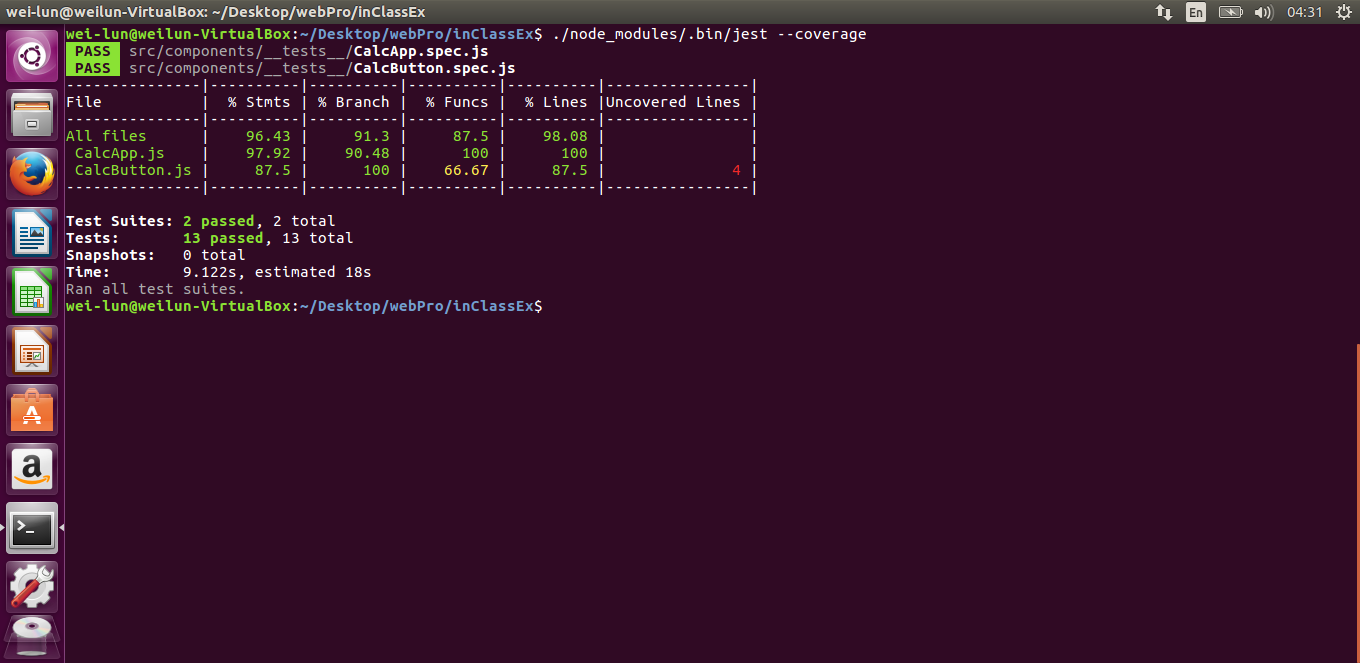 wei-lun@weilun-VirtualBox: ~/Desktop/webPro/inClassEx
En
04:31
wei-lun@weilun-VirtualBox:~/Desktop/webPro/inClassEx$ ./node_modules/.bin/jest --coverage
PASS src/components/__tests__/CalcApp.spec.js
PASS src/components/__tests__/CalcButton.spec.js
---------------|----------|----------|----------|----------|----------------|
File           |  % Stmts | % Branch |  % Funcs |  % Lines |Uncovered Lines |
---------------|----------|----------|----------|----------|----------------|
All files      |    96.43 |     91.3 |     87.5 |    98.08 |                |
 CalcApp.js    |    97.92 |    90.48 |      100 |      100 |                |
 CalcButton.js |     87.5 |      100 |    66.67 |     87.5 |              4 |
---------------|----------|----------|----------|----------|----------------|
Test Suites: 2 passed, 2 total
Tests:       13 passed, 13 total
Snapshots:   0 total
Time:        9.122s, estimated 18s
Ran all test suites.
wei-lun@weilun-VirtualBox:~/Desktop/webPro/inClassEx$